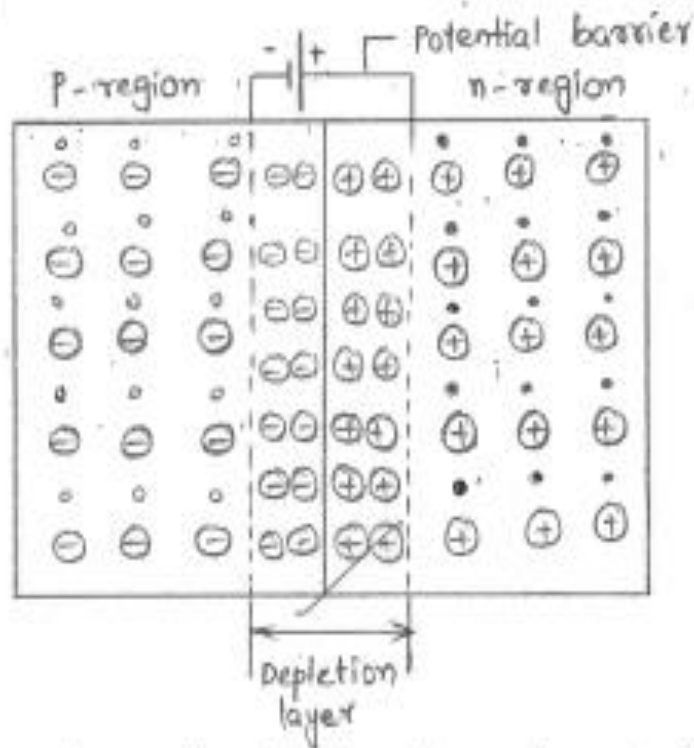 Potential barrier
- +
P-region n-region
Depletion
layer